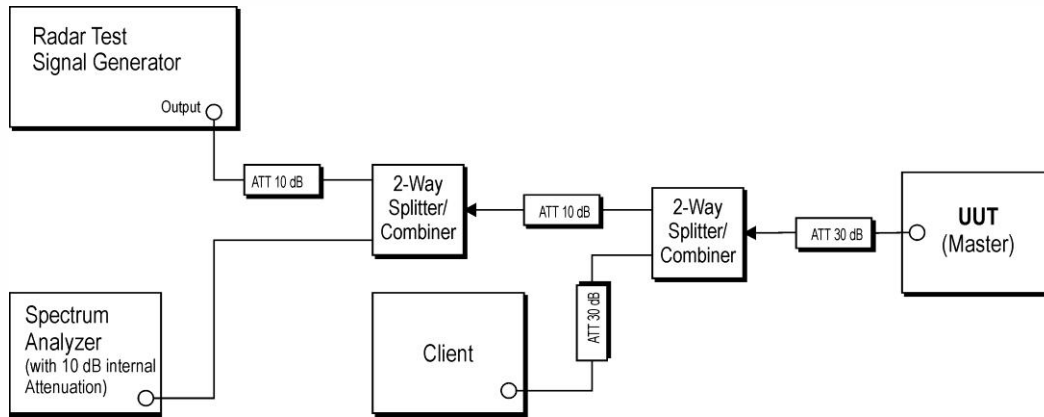 Radar Test
Signal Generator
Output
ATT 10 dB
2-Way
Splitter/
Combiner
ATT 10 dB
2-Way
Splitter/
Combiner
ATT 30 dB
UUT
(Master)
Spectrum
Analyzer
(with 10 dB internal
Attenuation)
Client
ATT 30 dB